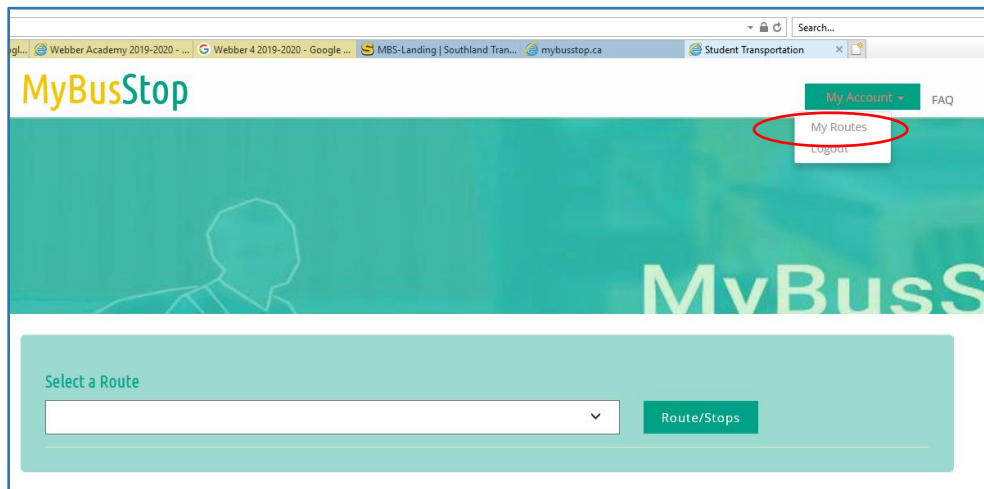 Search...
gl... Webber Academy 2019-2020 - ... Webber 4 2019-2020 - Google ... MBS-Landing | Southland Tran... mybusstop.ca Student Transportation
MyBusStop
My Account FAQ
My Routes
Logout
MyBusS
Select a Route
Route/Stops